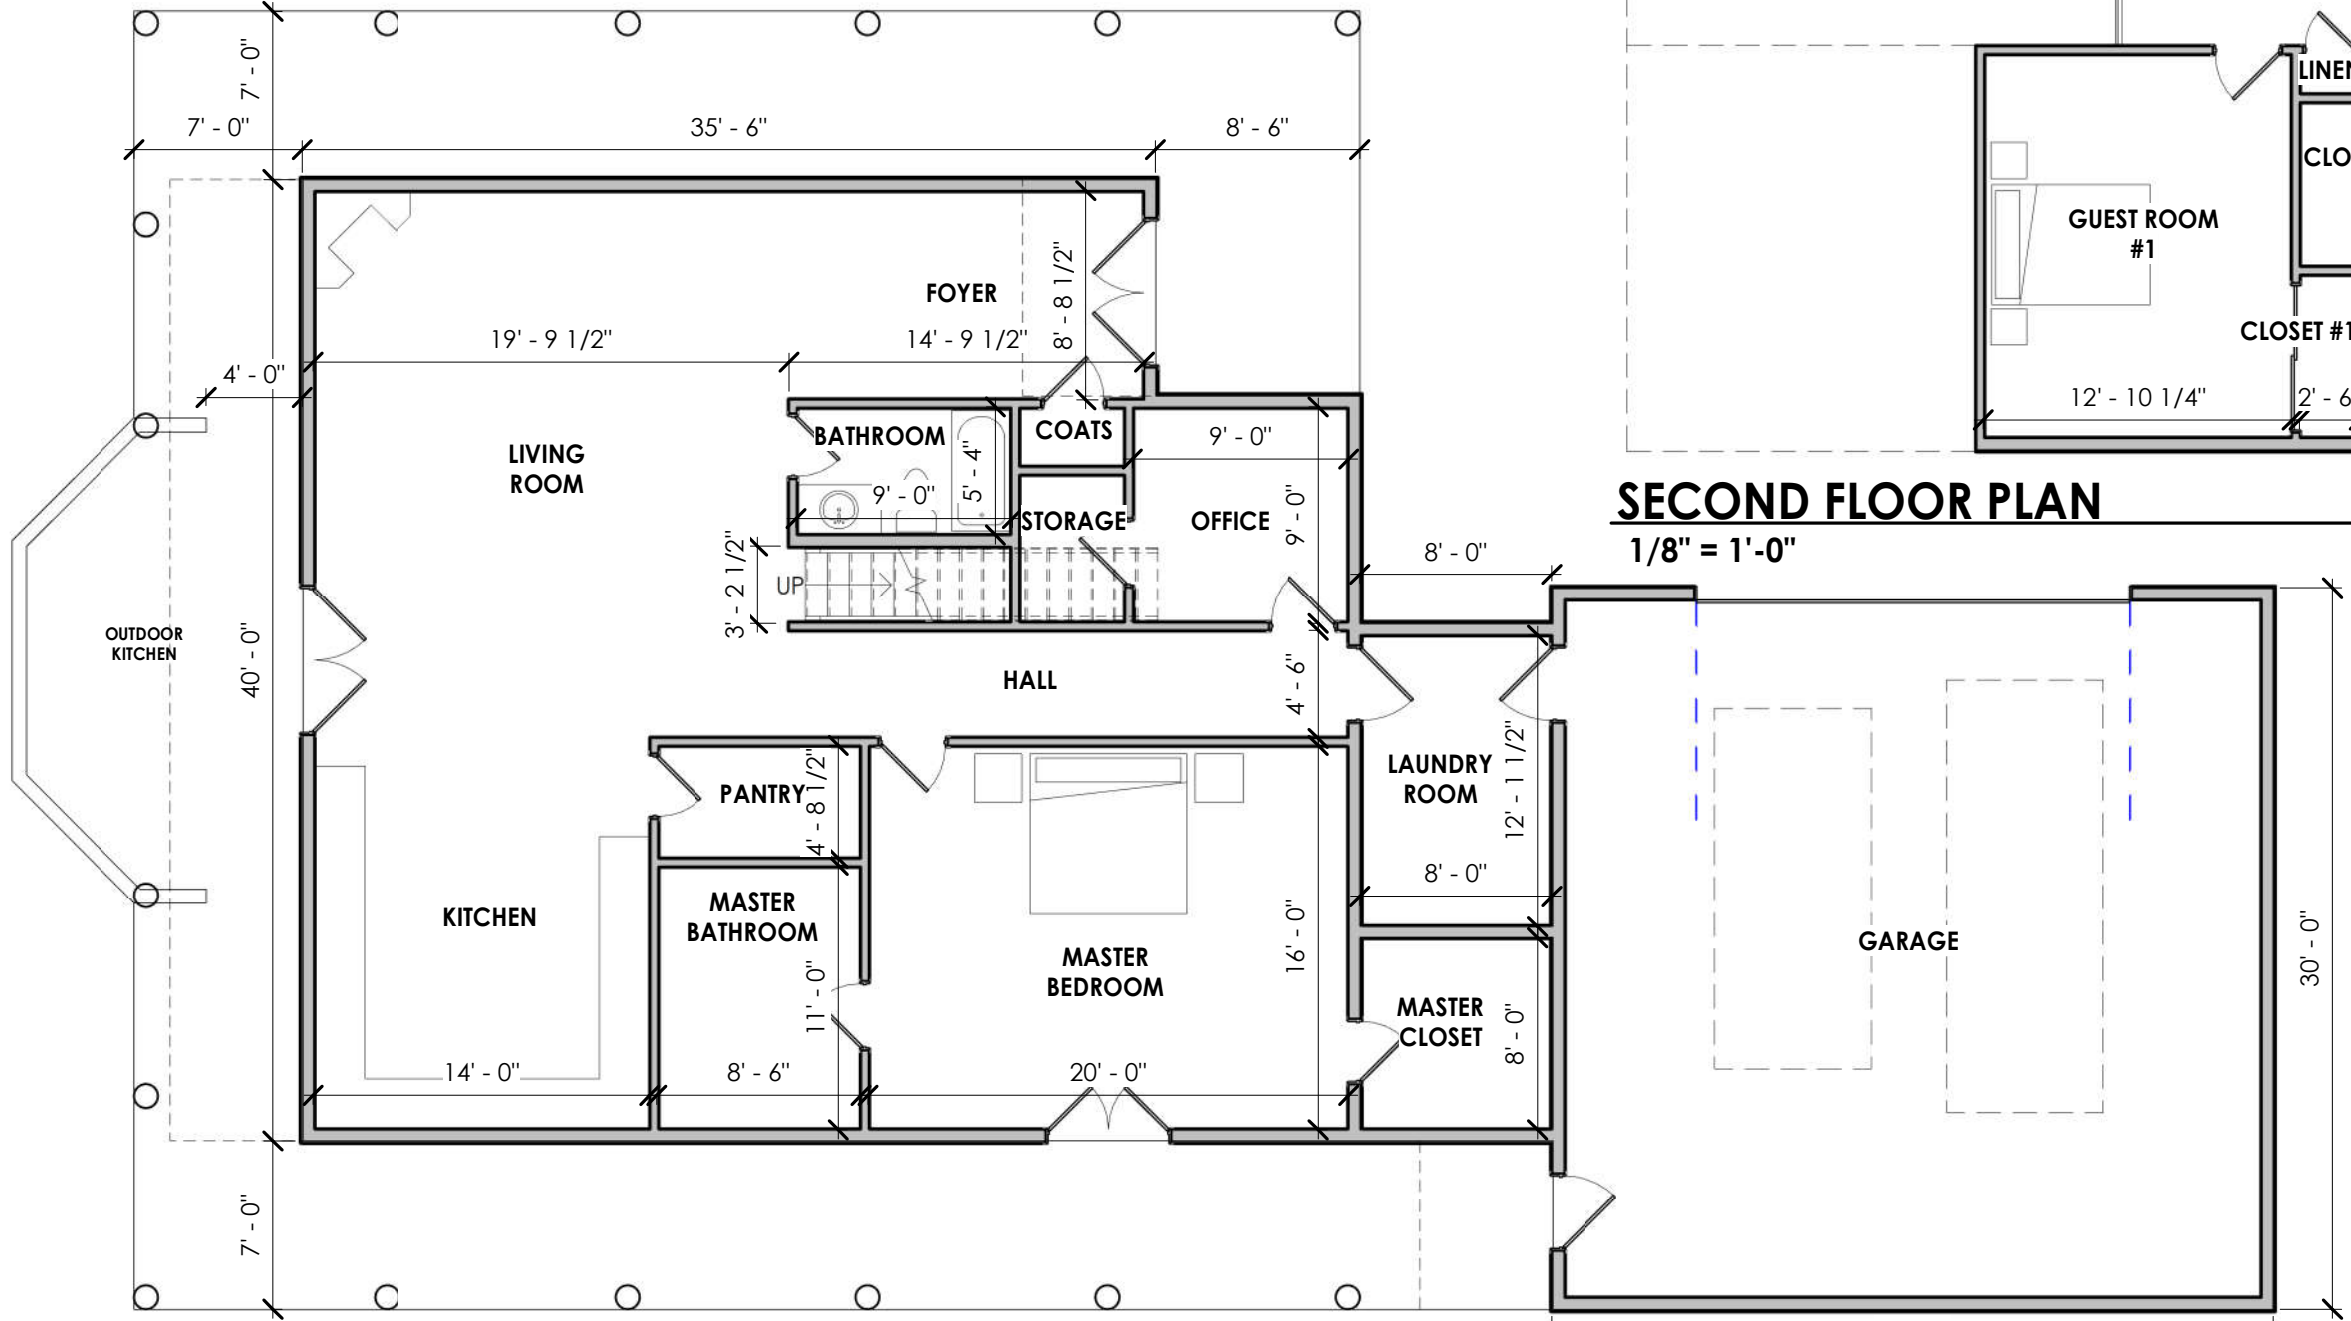 7' - 0"
7' - 0"
35' - 6"
8' - 6"
FOYER
8' - 8 1/2"
19' - 9 1/2"
14' - 9 1/2"
4' - 0"
LIVING
ROOM
BATHROOM
9' - 0"
5' - 4"
COATS
STORAGE
9' - 0"
OFFICE
9' - 0"
3' - 2 1/2"
UP
OUTDOOR
KITCHEN
40' - 0"
HALL
4' - 6"
8' - 0"
PANTRY
4' - 8 1/2"
LAUNDRY
ROOM
12' - 1 1/2"
8' - 0"
KITCHEN
MASTER
BATHROOM
11' - 0"
MASTER
BEDROOM
16' - 0"
MASTER
CLOSET
8' - 0"
14' - 0"
8' - 6"
20' - 0"
7' - 0"
GARAGE
30' - 0"
LINEN
CLO
GUEST ROOM
#1
CLOSET #1
12' - 10 1/4"
2' - 6
SECOND FLOOR PLAN
1/8" = 1'-0"